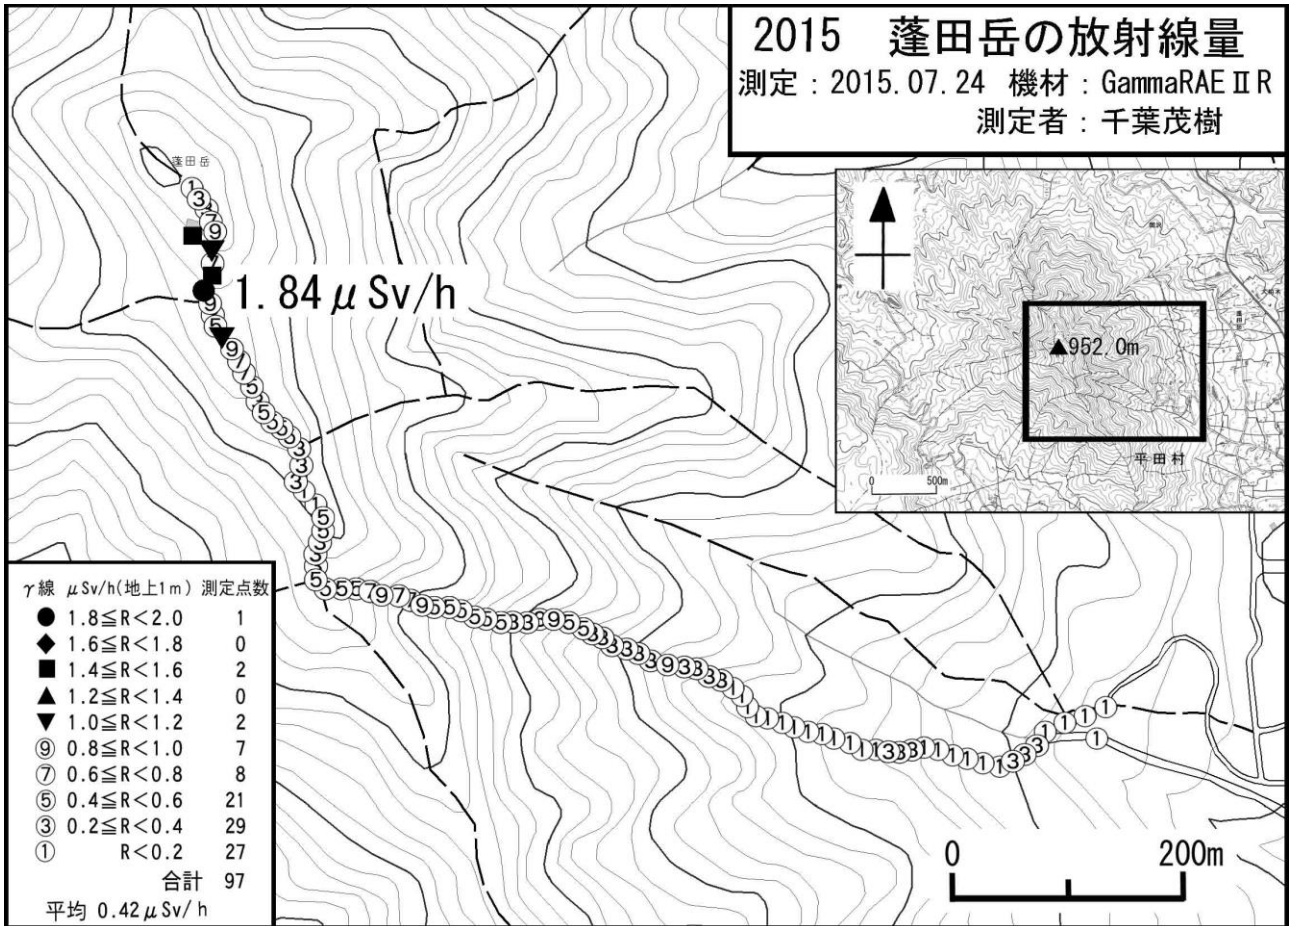 2015 蓬田岳の放射線量
測定：2015.07.24 機材：GammaRAEⅡR
測定者：千葉茂樹
蓬田岳
1.84μSv/h
952.0m
平田村
0 500m
γ線 μSv/h(地上1m) 測定点数
● 1.8≦R<2.0 1
◆ 1.6≦R<1.8 0
■ 1.4≦R<1.6 2
▲ 1.2≦R<1.4 0
▼ 1.0≦R<1.2 2
⑨ 0.8≦R<1.0 7
⑦ 0.6≦R<0.8 8
⑤ 0.4≦R<0.6 21
③ 0.2≦R<0.4 29
① R<0.2 27
合計 97
平均 0.42μSv/h
0 200m